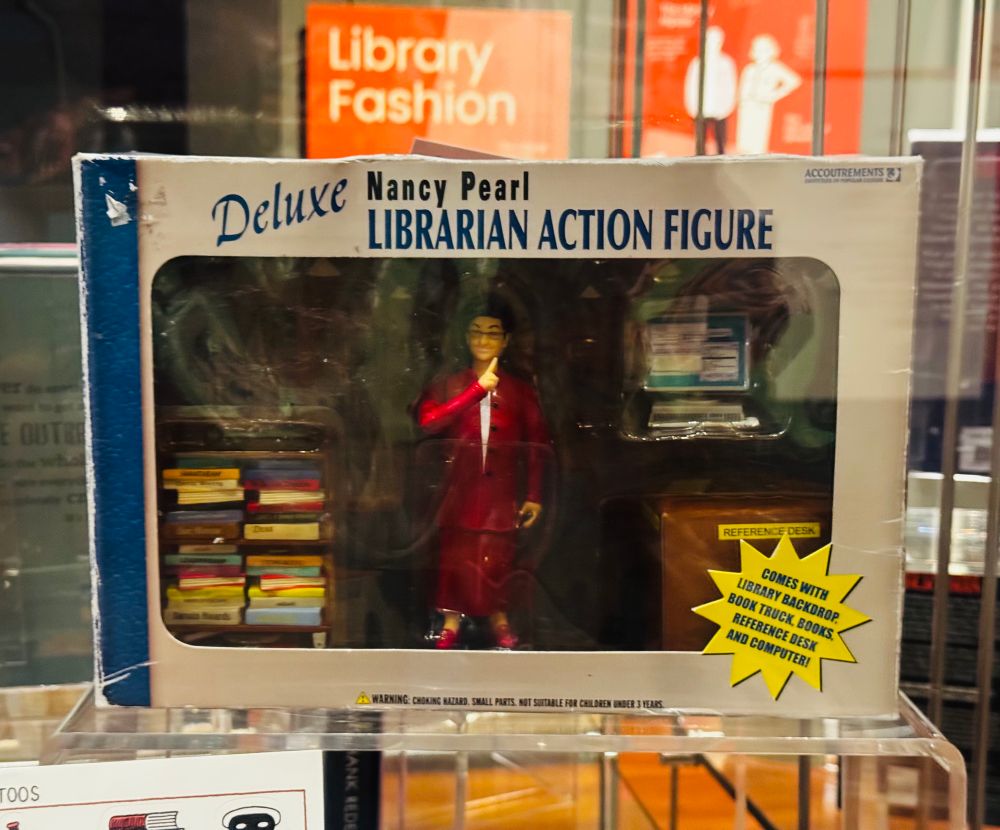 Library
Fashion
ACCOUTREMENTS
Deluxe
Nancy Pearl
LIBRARIAN ACTION FIGURE
REFERENCE DESK
COMES WITH
LIBRARY BACKDROP,
BOOK TRUCK, BOOKS,
REFERENCE DESK
AND COMPUTER!
WARNING: CHOKING HAZARD. SMALL PARTS. NOT SUITABLE FOR CHILDREN UNDER 3 YEARS.
TOOS